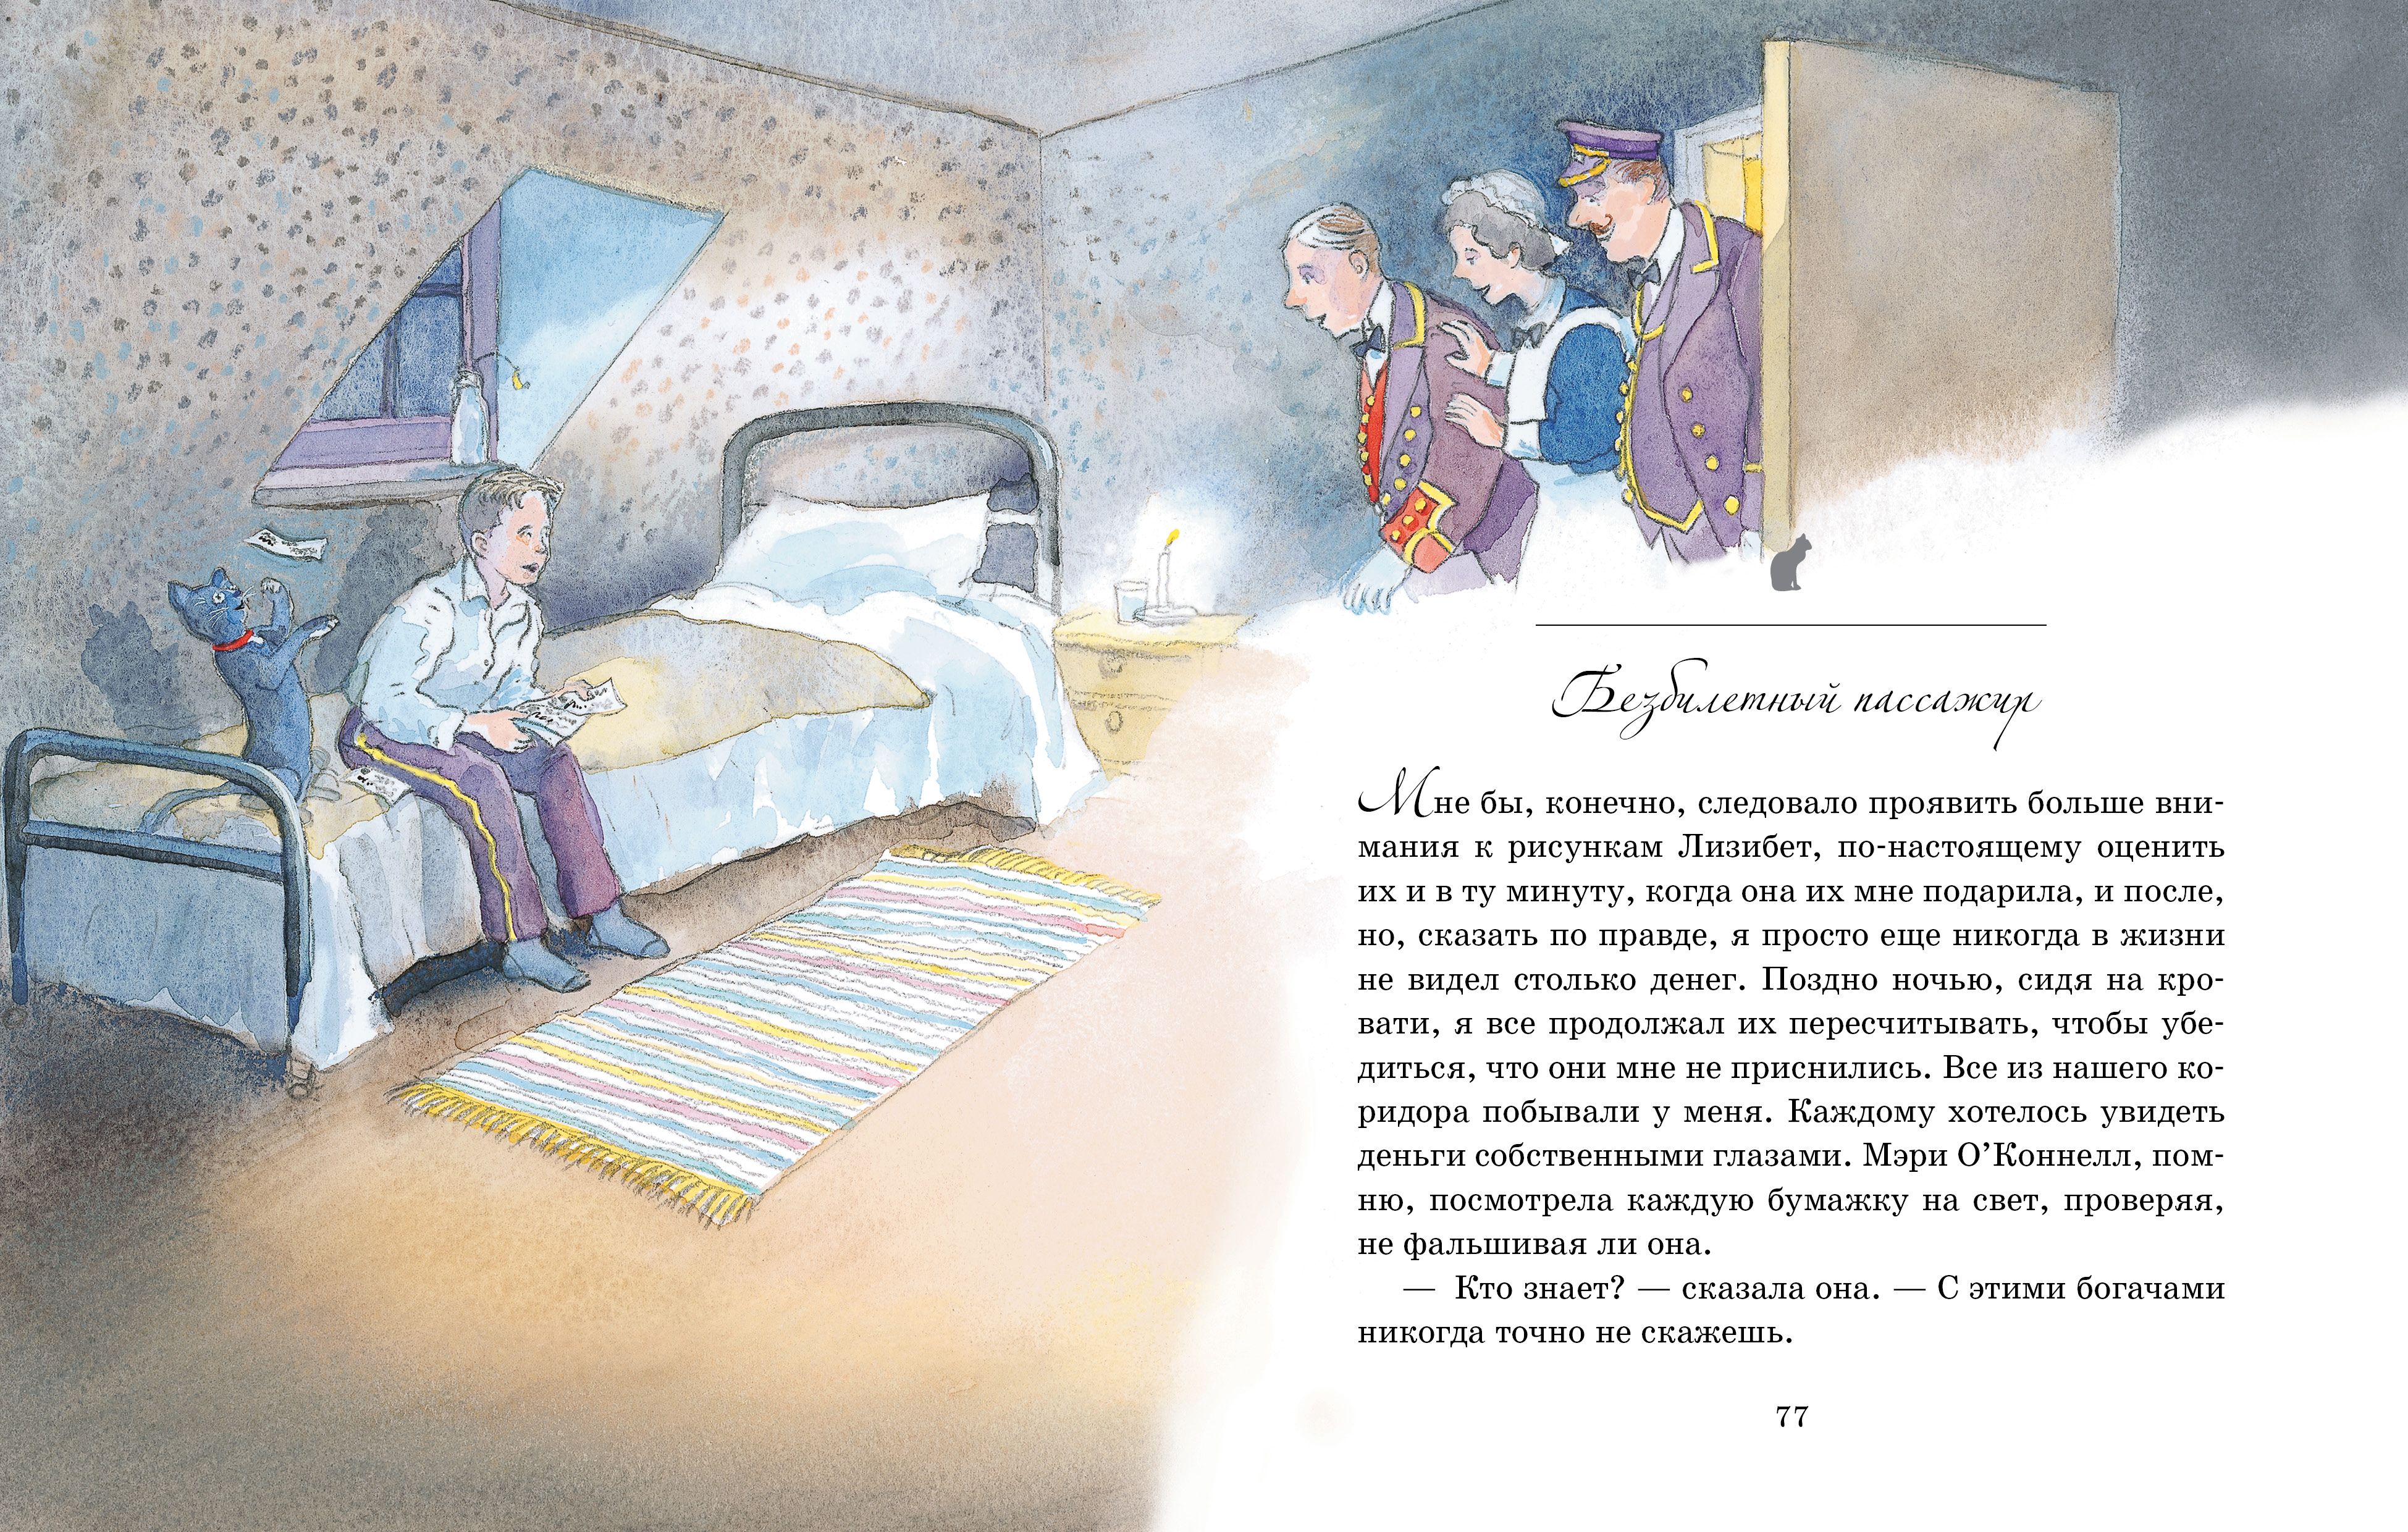 Безбилетный пассажир
Мне бы, конечно, следовало проявить больше вни-
мания к рисункам Лизибет, по-настоящему оценить
их и в ту минуту, когда она их мне подарила, и после,
но, сказать по правде, я просто еще никогда в жизни
не видел столько денег. Поздно ночью, сидя на кро-
вати, я все продолжал их пересчитывать, чтобы убе-
диться, что они мне не приснились. Все из нашего ко-
ридора побывали у меня. Каждому хотелось увидеть
деньги собственными глазами. Мэри О’Коннелл, пом-
ню, посмотрела каждую бумажку на свет, проверяя,
не фальшивая ли она.
— Кто знает? — сказала она. — С этими богачами
никогда точно не скажешь.
77